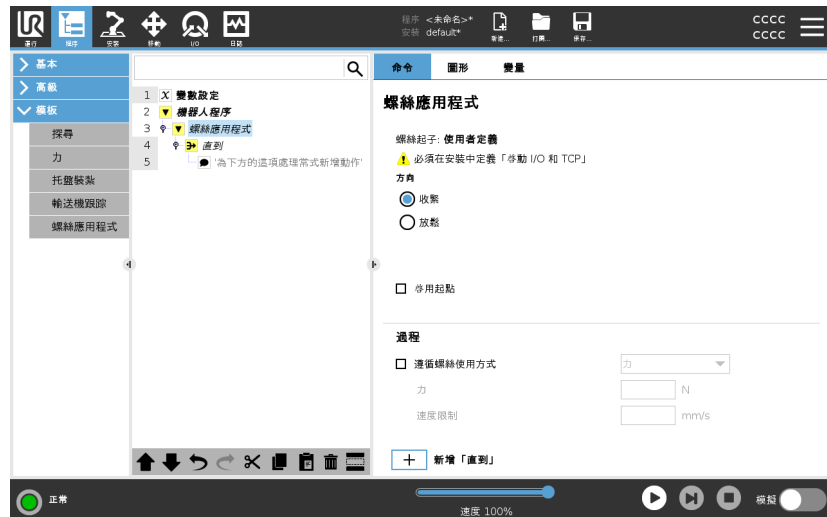 程序 <未命名>*
安裝 default*
cccc
cccc
運行
程序
安裝
移動
I/O
日誌
新建...
打開...
保存...
基本
高級
模板
探尋
力
托盤裝紮
輸送機跟踪
螺絲應用程式
1 變數設定
2 機器人程序
3 螺絲應用程式
4 直到
5 '為下方的這項處理常式新增動作'
命令 圖形 變量
螺絲應用程式
螺絲起子: 使用者定義
必須在安裝中定義「啓動 I/O 和 TCP」
方向
收緊
放鬆
啓用起點
過程
遵循螺絲使用方式
力
力
N
速度限制
mm/s
新增「直到」
正常
速度 100%
模擬